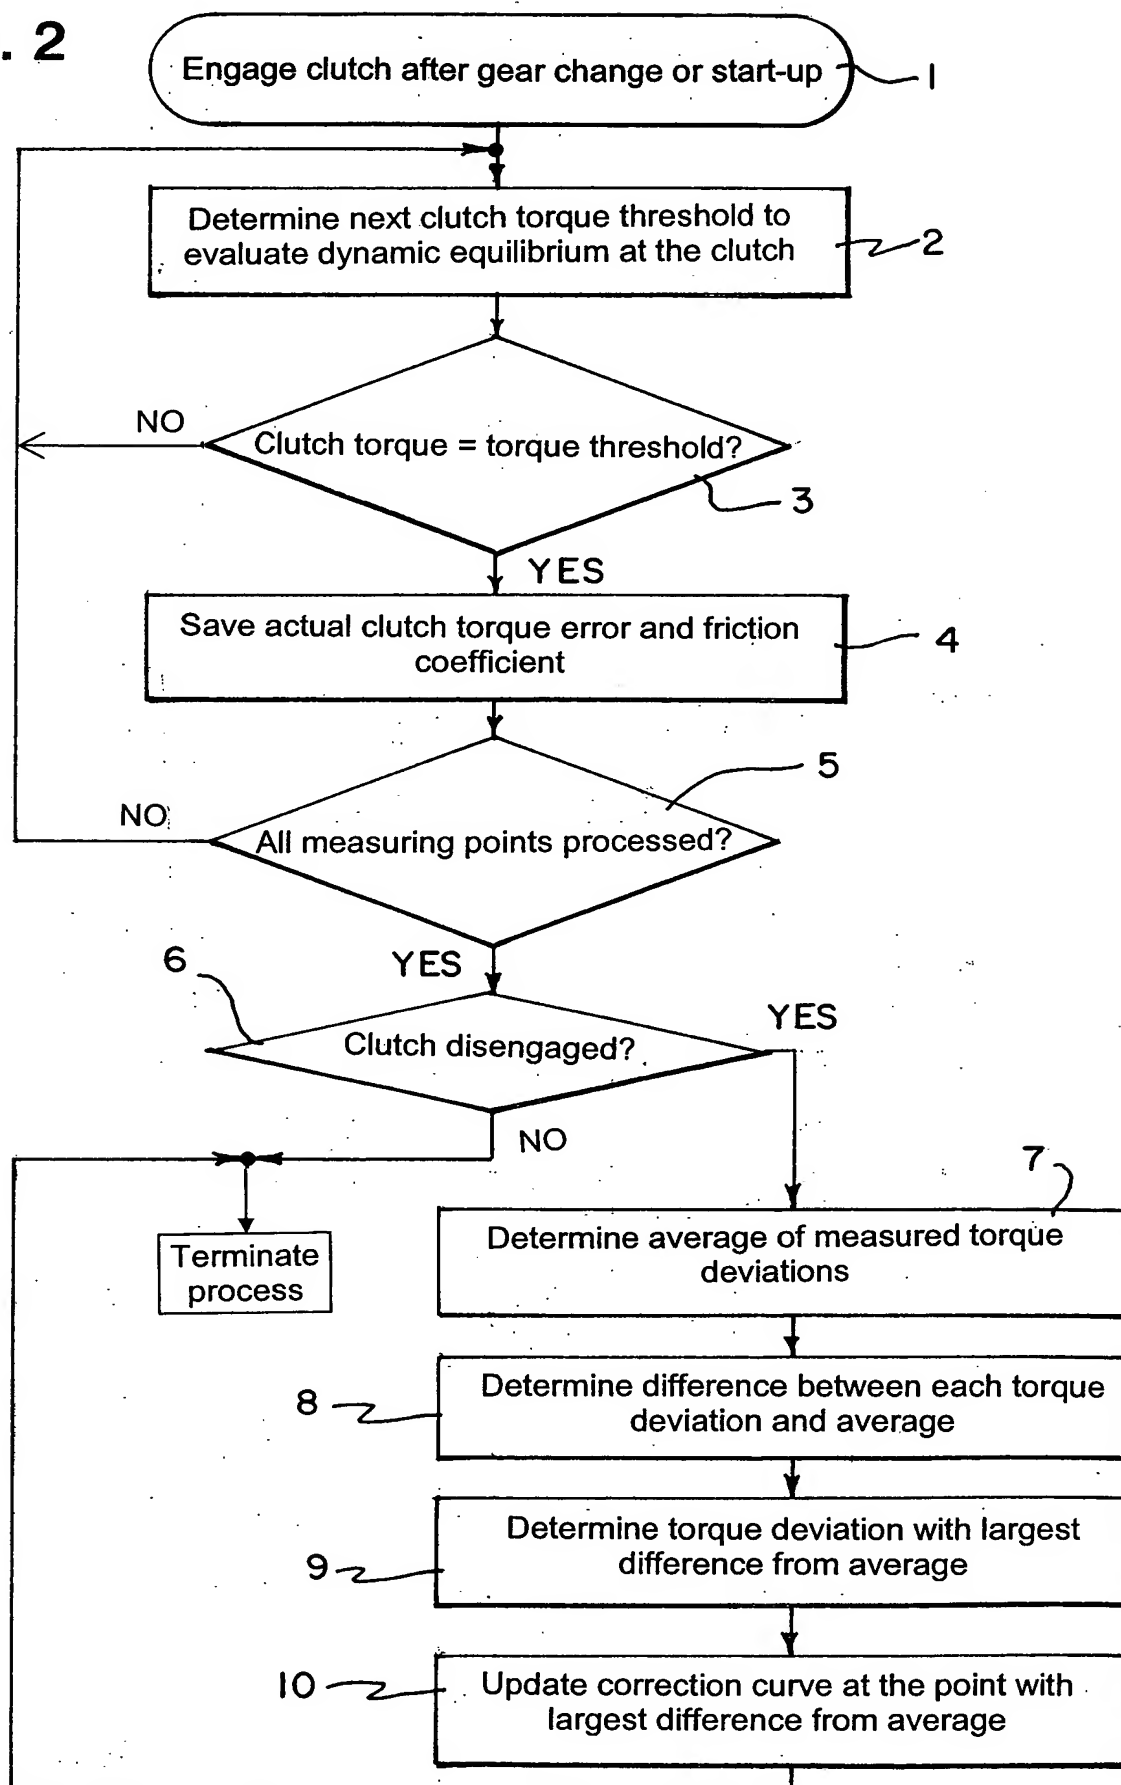 . 2
Engage clutch after gear change or start-up
1
Determine next clutch torque threshold to
evaluate dynamic equilibrium at the clutch
2
NO
Clutch torque = torque threshold?
3
YES
Save actual clutch torque error and friction
coefficient
4
5
NO
All measuring points processed?
YES
6
YES
Clutch disengaged?
NO
7
Terminate
process
Determine average of measured torque
deviations
8
Determine difference between each torque
deviation and average
9
Determine torque deviation with largest
difference from average
10
Update correction curve at the point with
largest difference from average